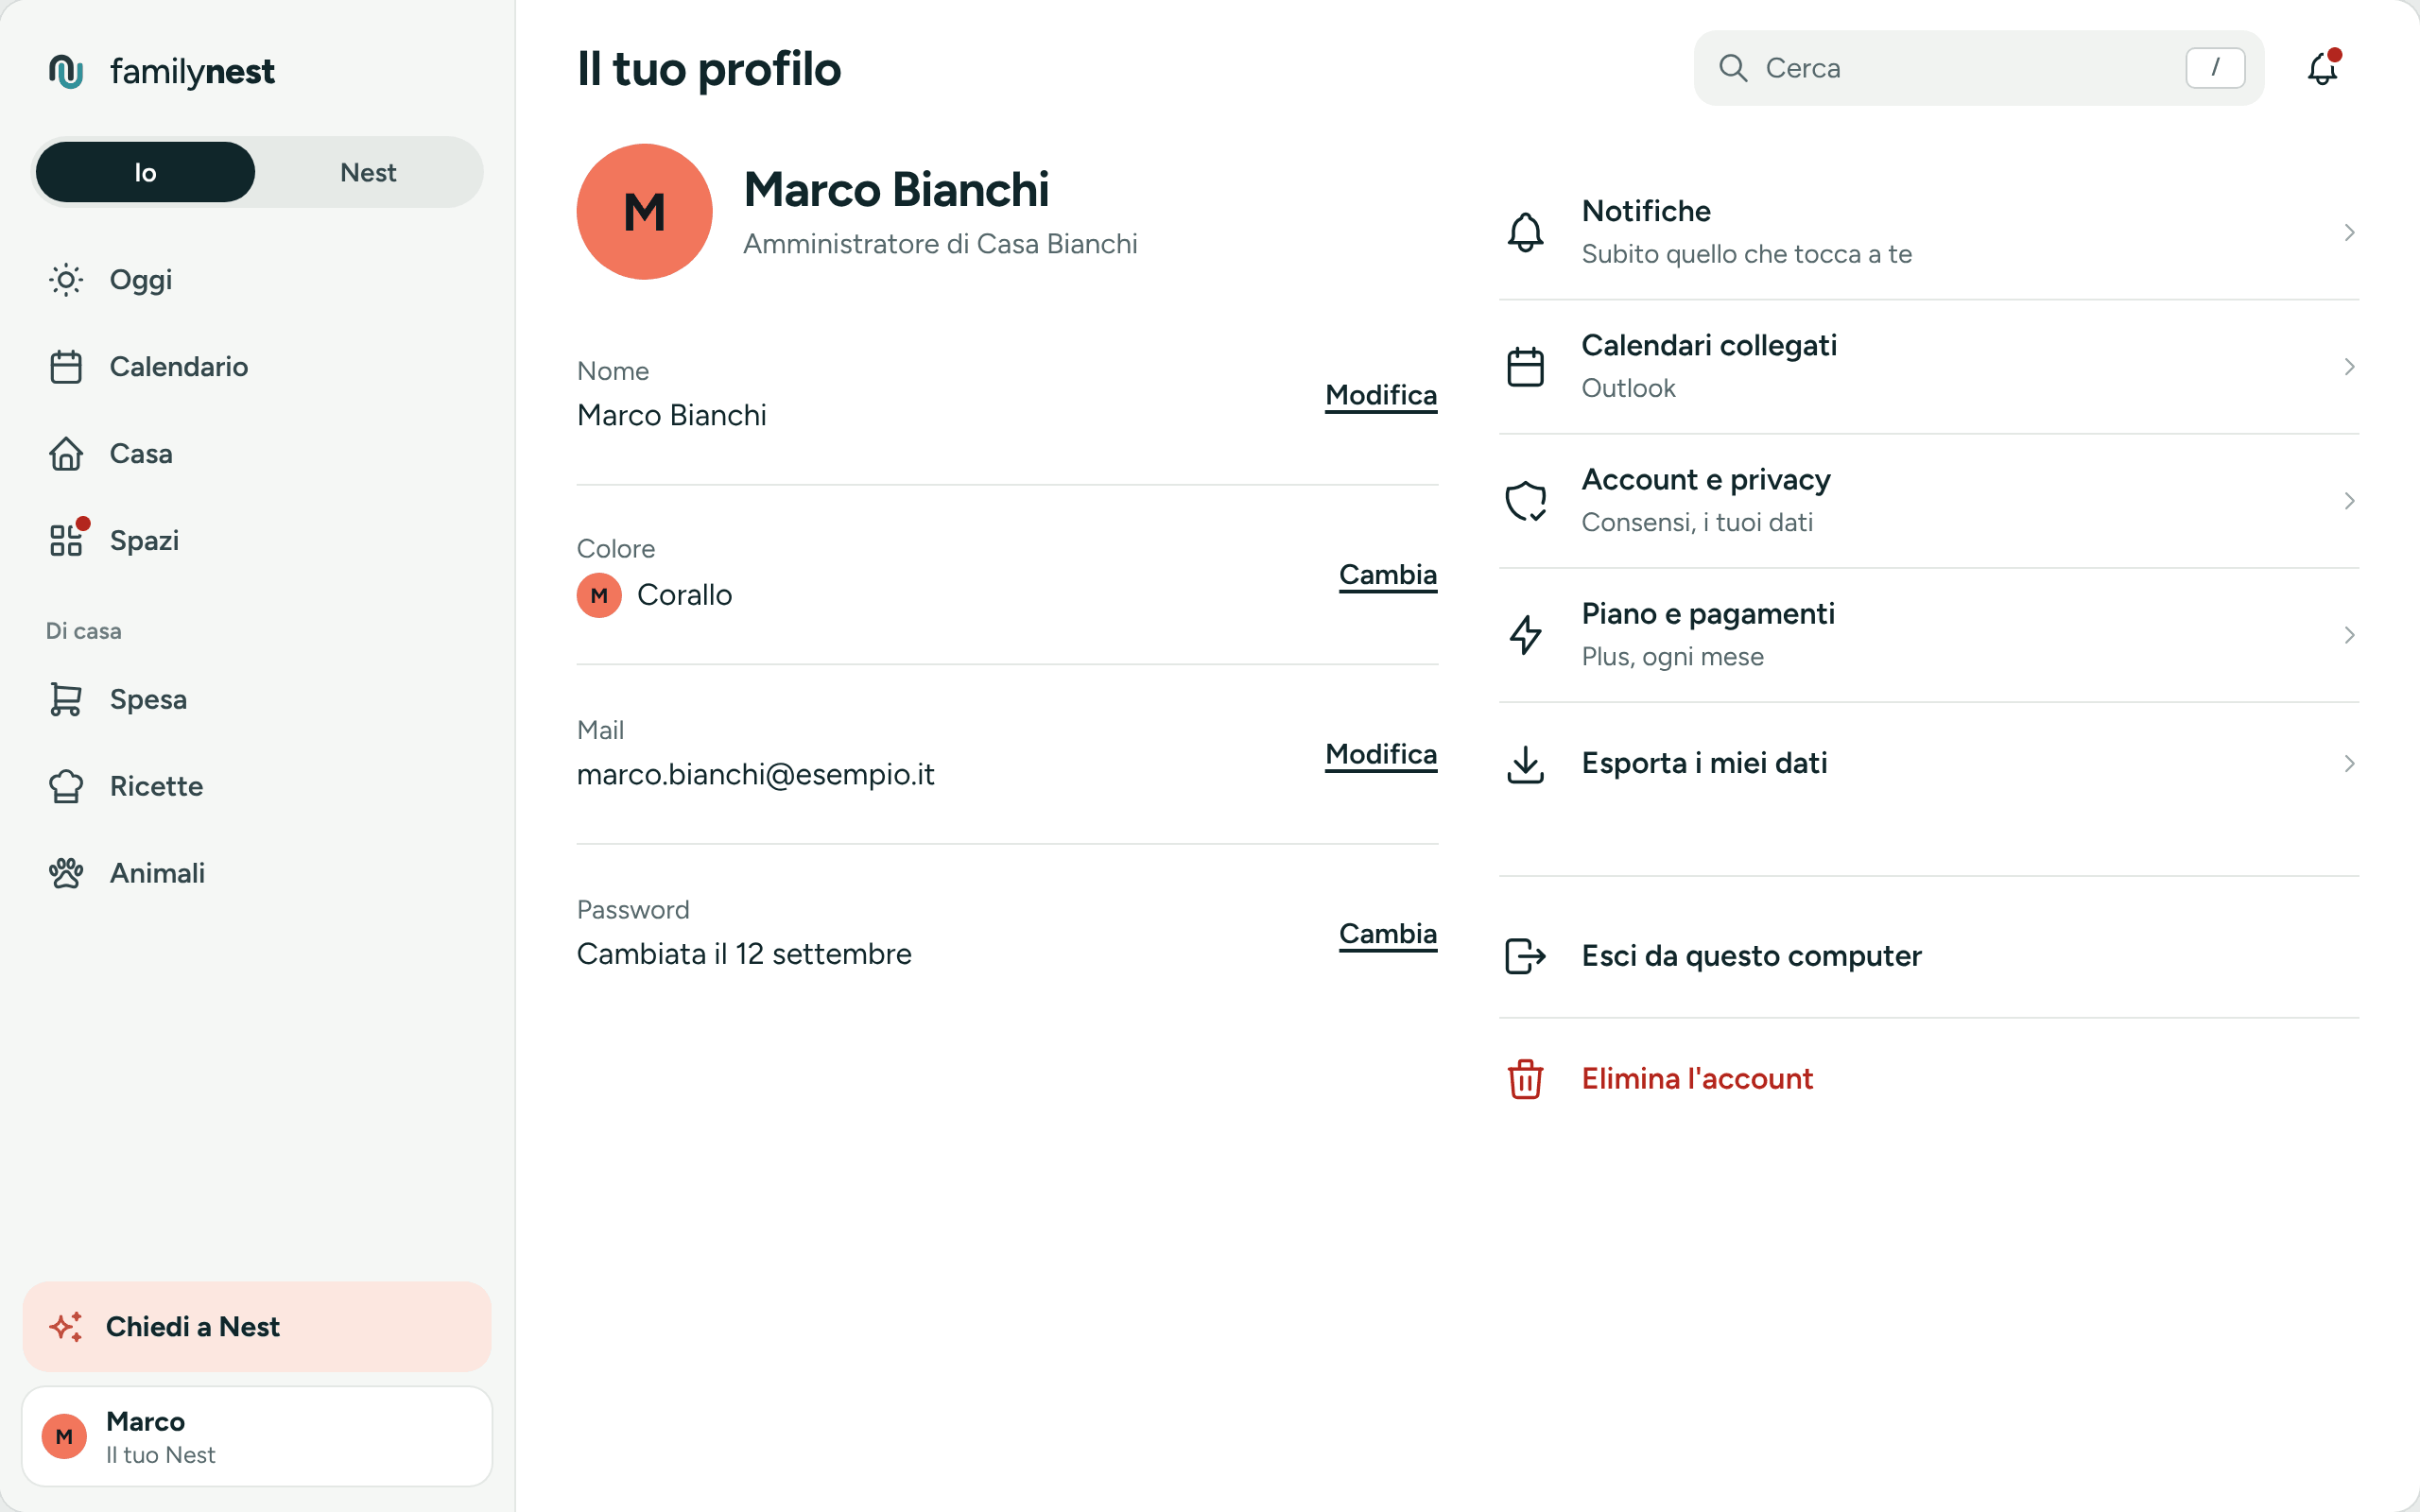 familynest
Io
Nest
Oggi
Calendario
Casa
Spazi
Di casa
Spesa
Ricette
Animali
Chiedi a Nest
M
Marco
Il tuo Nest
Il tuo profilo
Cerca
/
M
Marco Bianchi
Amministratore di Casa Bianchi
Nome
Marco Bianchi
Modifica
Colore
M
Corallo
Cambia
Mail
marco.bianchi@esempio.it
Modifica
Password
Cambiata il 12 settembre
Cambia
Notifiche
Subito quello che tocca a te
Calendari collegati
Outlook
Account e privacy
Consensi, i tuoi dati
Piano e pagamenti
Plus, ogni mese
Esporta i miei dati
Esci da questo computer
Elimina l'account